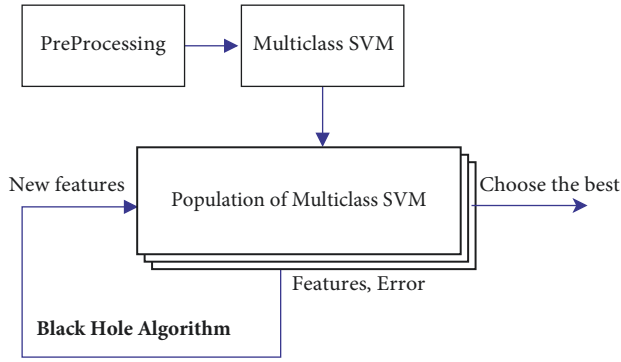 PreProcessing
Multiclass SVM
New features
Population of Multiclass SVM
Choose the best
Features, Error
Black Hole Algorithm